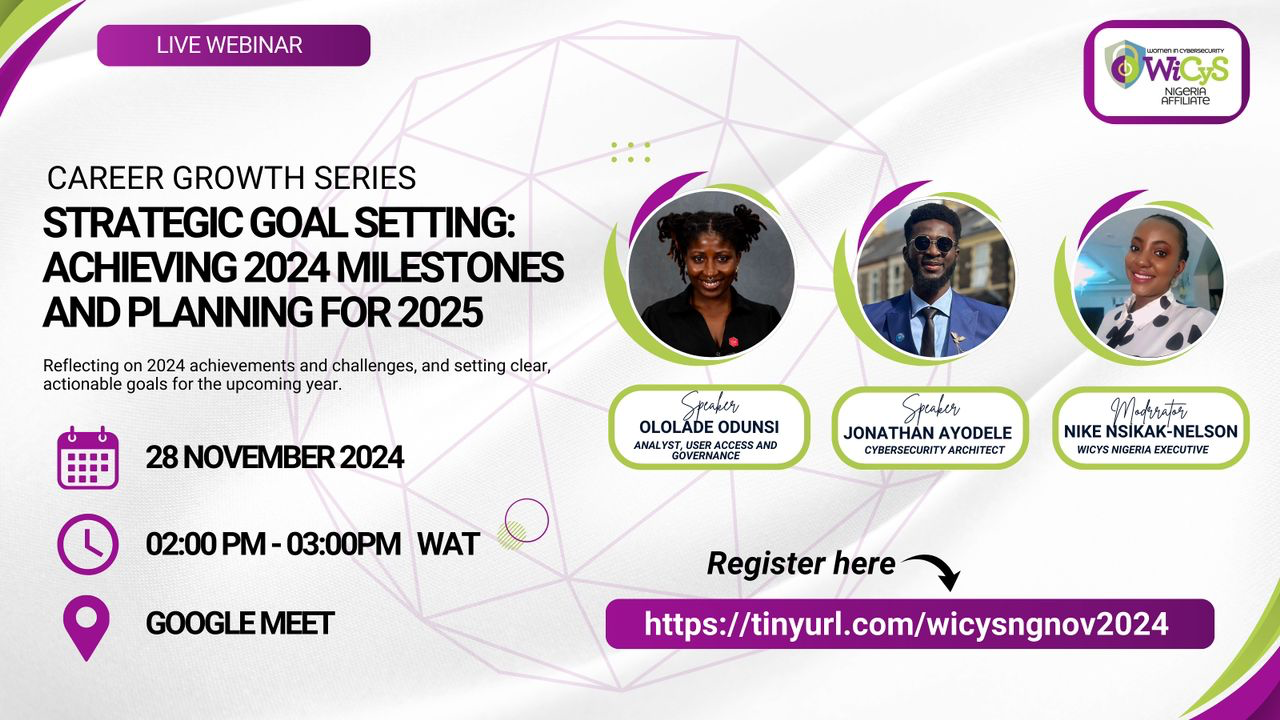 LIVE WEBINAR
WOMEN IN CYBERSECURITY
WiCyS
NIGERIA
AFFILIATE
CAREER GROWTH SERIES
STRATEGIC GOAL SETTING:
ACHIEVING 2024 MILESTONES
AND PLANNING FOR 2025
Reflecting on 2024 achievements and challenges, and setting clear,
actionable goals for the upcoming year.
28 NOVEMBER 2024
02:00 PM - 03:00PM WAT
GOOGLE MEET
Speaker
OLOLADE ODUNSI
ANALYST, USER ACCESS AND
GOVERNANCE
Speaker
JONATHAN AYODELE
CYBERSECURITY ARCHITECT
Modrrator
NIKE NSIKAK-NELSON
WICYS NIGERIA EXECUTIVE
Register here
https://tinyurl.com/wicysngnov2024